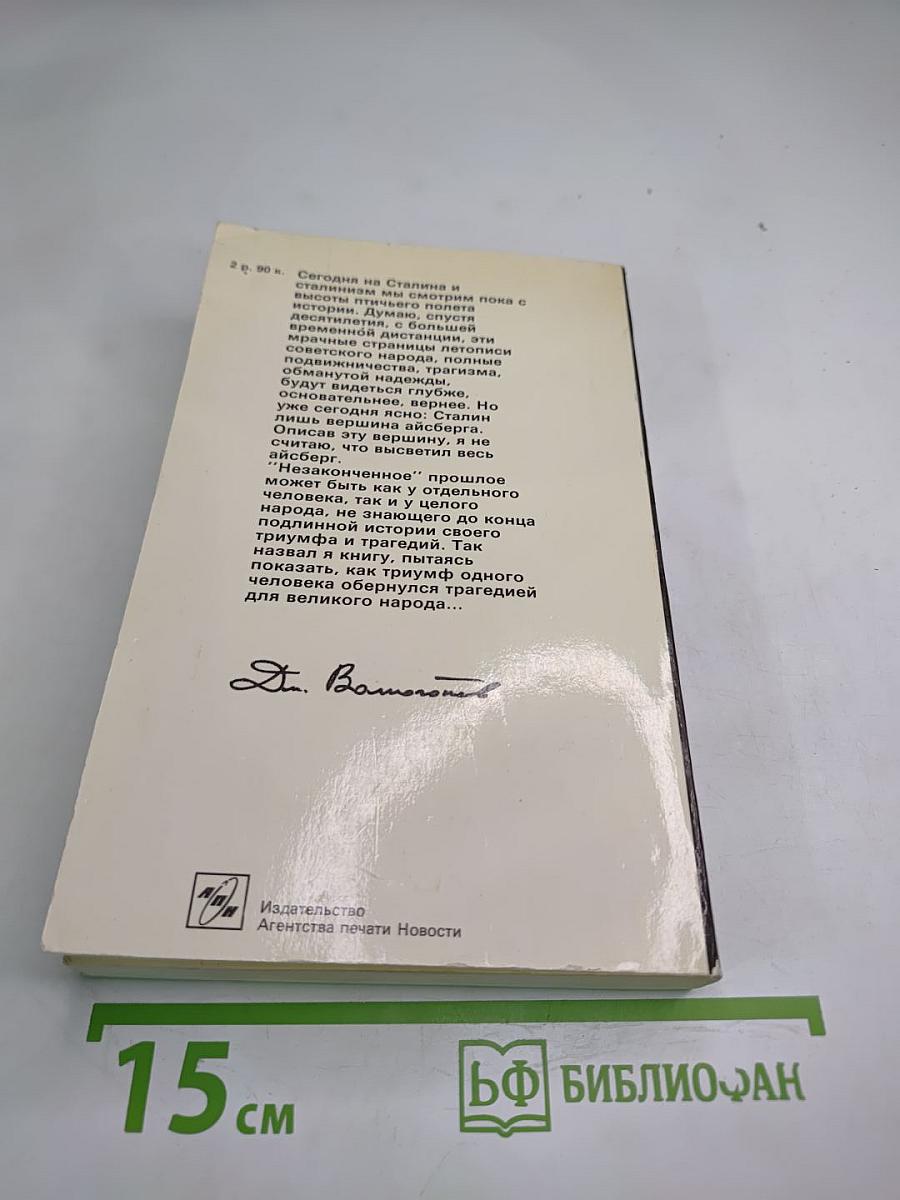 2 р. 90 к.
Сегодня на Сталина и
сталинизм мы смотрим пока с
высоты птичьего полета
истории. Думаю, спустя
десятилетия, с большей
временной дистанции, эти
мрачные страницы летописи
советского народа, полные
подвижничества, трагизма,
обманутой надежды,
будут видеться глубже,
основательнее, вернее. Но
уже сегодня ясно: Сталин
лишь вершина айсберга.
Описав эту вершину, я не
считаю, что высветил весь
айсберг.
"Незаконченное" прошлое
может быть как у отдельного
человека, так и у целого
народа, не знающего до конца
подлинной истории своего
триумфа и трагедий. Так
назвал я книгу, пытаясь
показать, как триумф одного
человека обернулся трагедией
для великого народа...
Дм. Волкогонов
АПН
Издательство
Агентства печати Новости
15 см
БФ БИБЛИОФАН